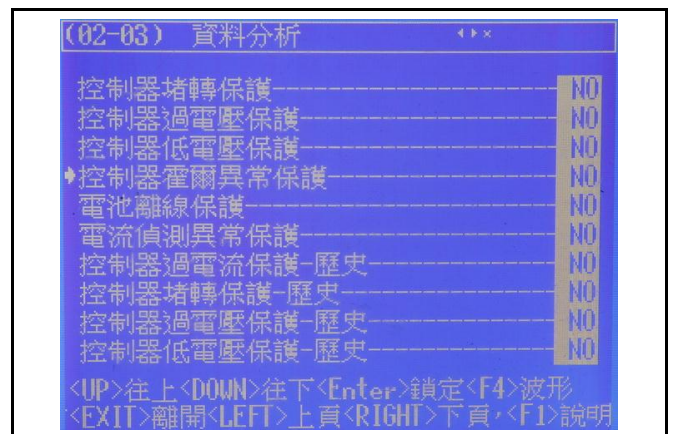 (02-03) 資料分析
控制器堵轉保護 NO
控制器過電壓保護 NO
控制器低電壓保護 NO
控制器霍爾異常保護 NO
電池離線保護 NO
電流偵測異常保護 NO
控制器過電流保護-歷史 NO
控制器堵轉保護-歷史 NO
控制器過電壓保護-歷史 NO
控制器低電壓保護-歷史 NO
<UP>往上<DOWN>往下<Enter>鎖定<F4>波形
<EXIT>離開<LEFT>上頁<RIGHT>下頁,<F1>說明